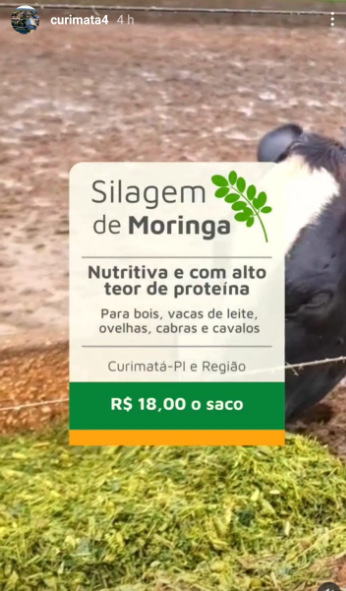 curimata4 4 h
Silagem
de Moringa
Nutritiva e com alto
teor de proteína
Para bois, vacas de leite,
ovelhas, cabras e cavalos
Curimatá-PI e Região
R$ 18,00 o saco